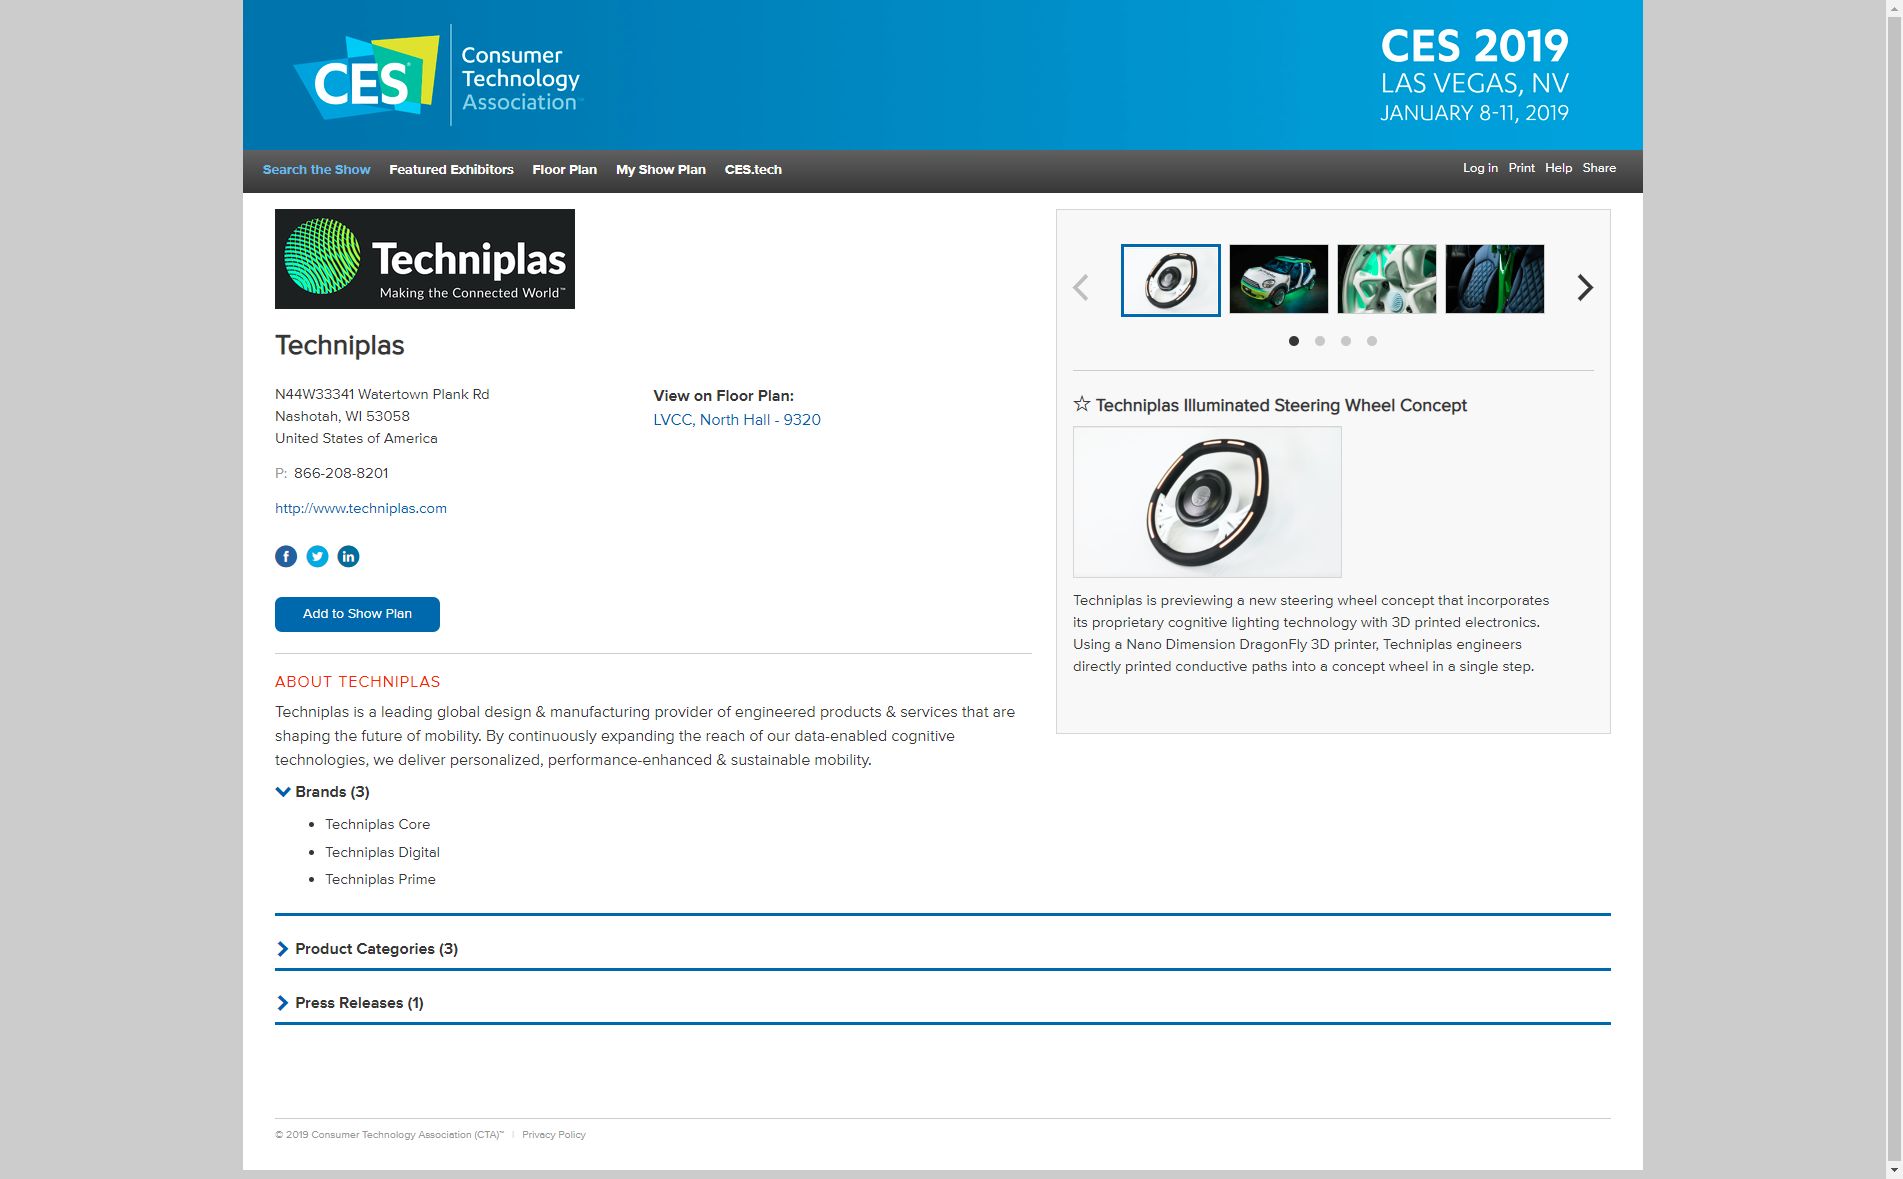 CES
Consumer
Technology
Association
CES 2019
LAS VEGAS, NV
JANUARY 8-11, 2019
Search the Show Featured Exhibitors Floor Plan My Show Plan CES.tech Log in Print Help Share
Techniplas
Making the Connected World™
Techniplas
N44W33341 Watertown Plank Rd
Nashotah, WI 53058
United States of America
P: 866-208-8201
http://www.techniplas.com
View on Floor Plan:
LVCC, North Hall - 9320
Add to Show Plan
ABOUT TECHNIPLAS
Techniplas is a leading global design & manufacturing provider of engineered products & services that are
shaping the future of mobility. By continuously expanding the reach of our data-enabled cognitive
technologies, we deliver personalized, performance-enhanced & sustainable mobility.
Brands (3)
Techniplas Core
Techniplas Digital
Techniplas Prime
Techniplas Illuminated Steering Wheel Concept
Techniplas is previewing a new steering wheel concept that incorporates
its proprietary cognitive lighting technology with 3D printed electronics.
Using a Nano Dimension DragonFly 3D printer, Techniplas engineers
directly printed conductive paths into a concept wheel in a single step.
Product Categories (3)
Press Releases (1)
© 2019 Consumer Technology Association (CTA)™ | Privacy Policy